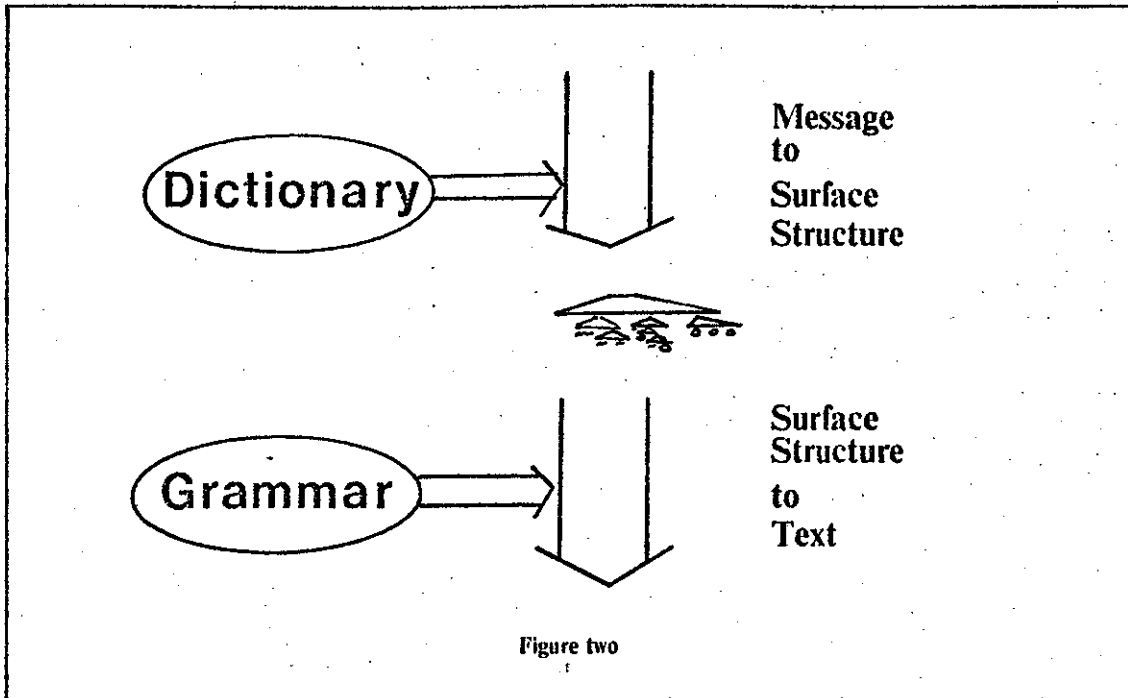 Dictionary
Message
to
Surface
Structure
Grammar
Surface
Structure
to
Text
Figure two